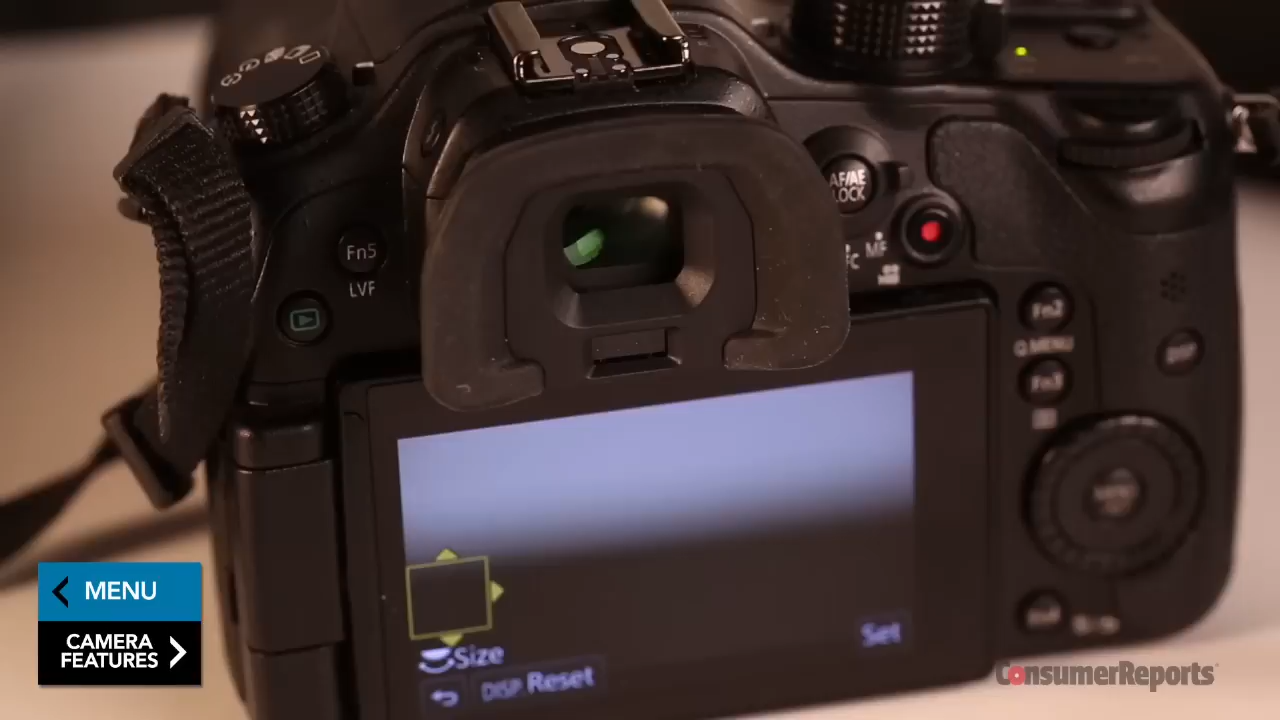 AF/AE
LOCK
Fn5
LVF
MF
Fn2
Q.MENU
Fn3
DISP
Size
Set
DISP Reset
MENU
CAMERA
FEATURES
ConsumerReports